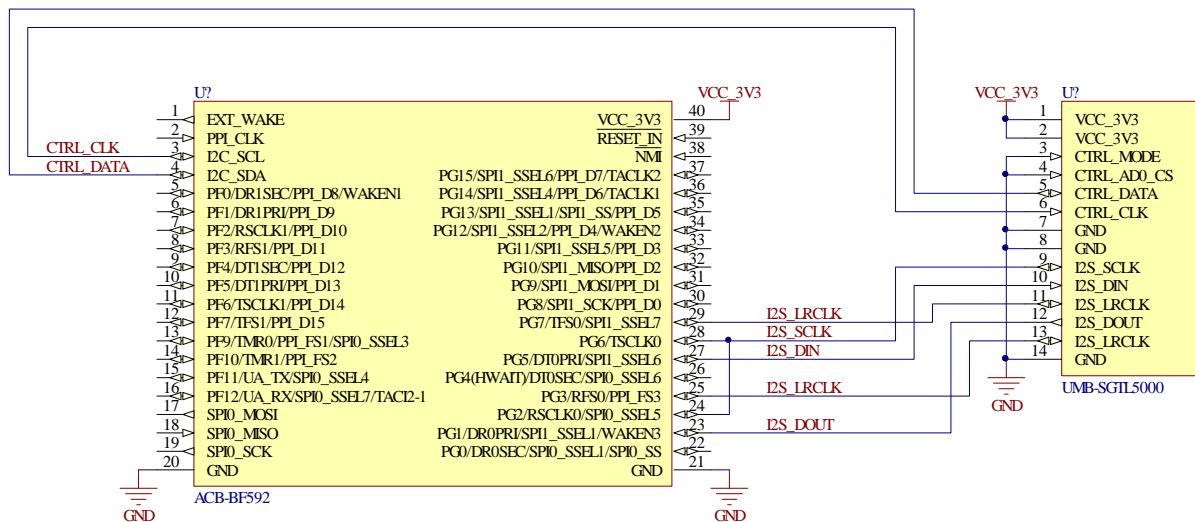 U?
VCC_3V3
VCC_3V3
U?
CTRL_CLK
CTRL_DATA
1 EXT_WAKE
2 PPI_CLK
3 I2C_SCL
4 I2C_SDA
5 PF0/DR1SEC/PPI_D8/WAKEN1
6 PF1/DR1PRI/PPI_D9
7 PF2/RSCLK1/PPI_D10
8 PF3/RFS1/PPI_D11
9 PF4/DT1SEC/PPI_D12
10 PF5/DT1PRI/PPI_D13
11 PF6/TSCLK1/PPI_D14
12 PF7/TFS1/PPI_D15
13 PF9/TMR0/PPI_FS1/SPI0_SSEL3
14 PF10/TMR1/PPI_FS2
15 PF11/UA_TX/SPI0_SSEL4
16 PF12/UA_RX/SPI0_SSEL7/TACI2-1
17 SPI0_MOSI
18 SPI0_MISO
19 SPI0_SCK
20 GND
VCC_3V3 40
RESET_IN 39
NMI 38
PG15/SPI1_SSEL6/PPI_D7/TACLK2 37
PG14/SPI1_SSEL4/PPI_D6/TACLK1 36
PG13/SPI1_SSEL1/SPI1_SS/PPI_D5 35
PG12/SPI1_SSEL2/PPI_D4/WAKEN2 34
PG11/SPI1_SSEL5/PPI_D3 33
PG10/SPI1_MISO/PPI_D2 32
PG9/SPI1_MOSI/PPI_D1 31
PG8/SPI1_SCK/PPI_D0 30
PG7/TFS0/SPI1_SSEL7 29
PG6/TSCLK0 28
PG5/DT0PRI/SPI1_SSEL6 27
PG4(HWAIT)/DT0SEC/SPI0_SSEL6 26
PG3/RFS0/PPI_FS3 25
PG2/RSCLK0/SPI0_SSEL5 24
PG1/DR0PRI/SPI1_SSEL1/WAKEN3 23
PG0/DR0SEC/SPI0_SSEL1/SPI0_SS 22
GND 21
I2S_LRCLK
I2S_SCLK
I2S_DIN
I2S_LRCLK
I2S_DOUT
1 VCC_3V3
2 VCC_3V3
3 CTRL_MODE
4 CTRL_AD0_CS
5 CTRL_DATA
6 CTRL_CLK
7 GND
8 GND
9 I2S_SCLK
10 I2S_DIN
11 I2S_LRCLK
12 I2S_DOUT
13 I2S_LRCLK
14 GND
GND
UMB-SGTL5000
ACB-BF592
GND
GND